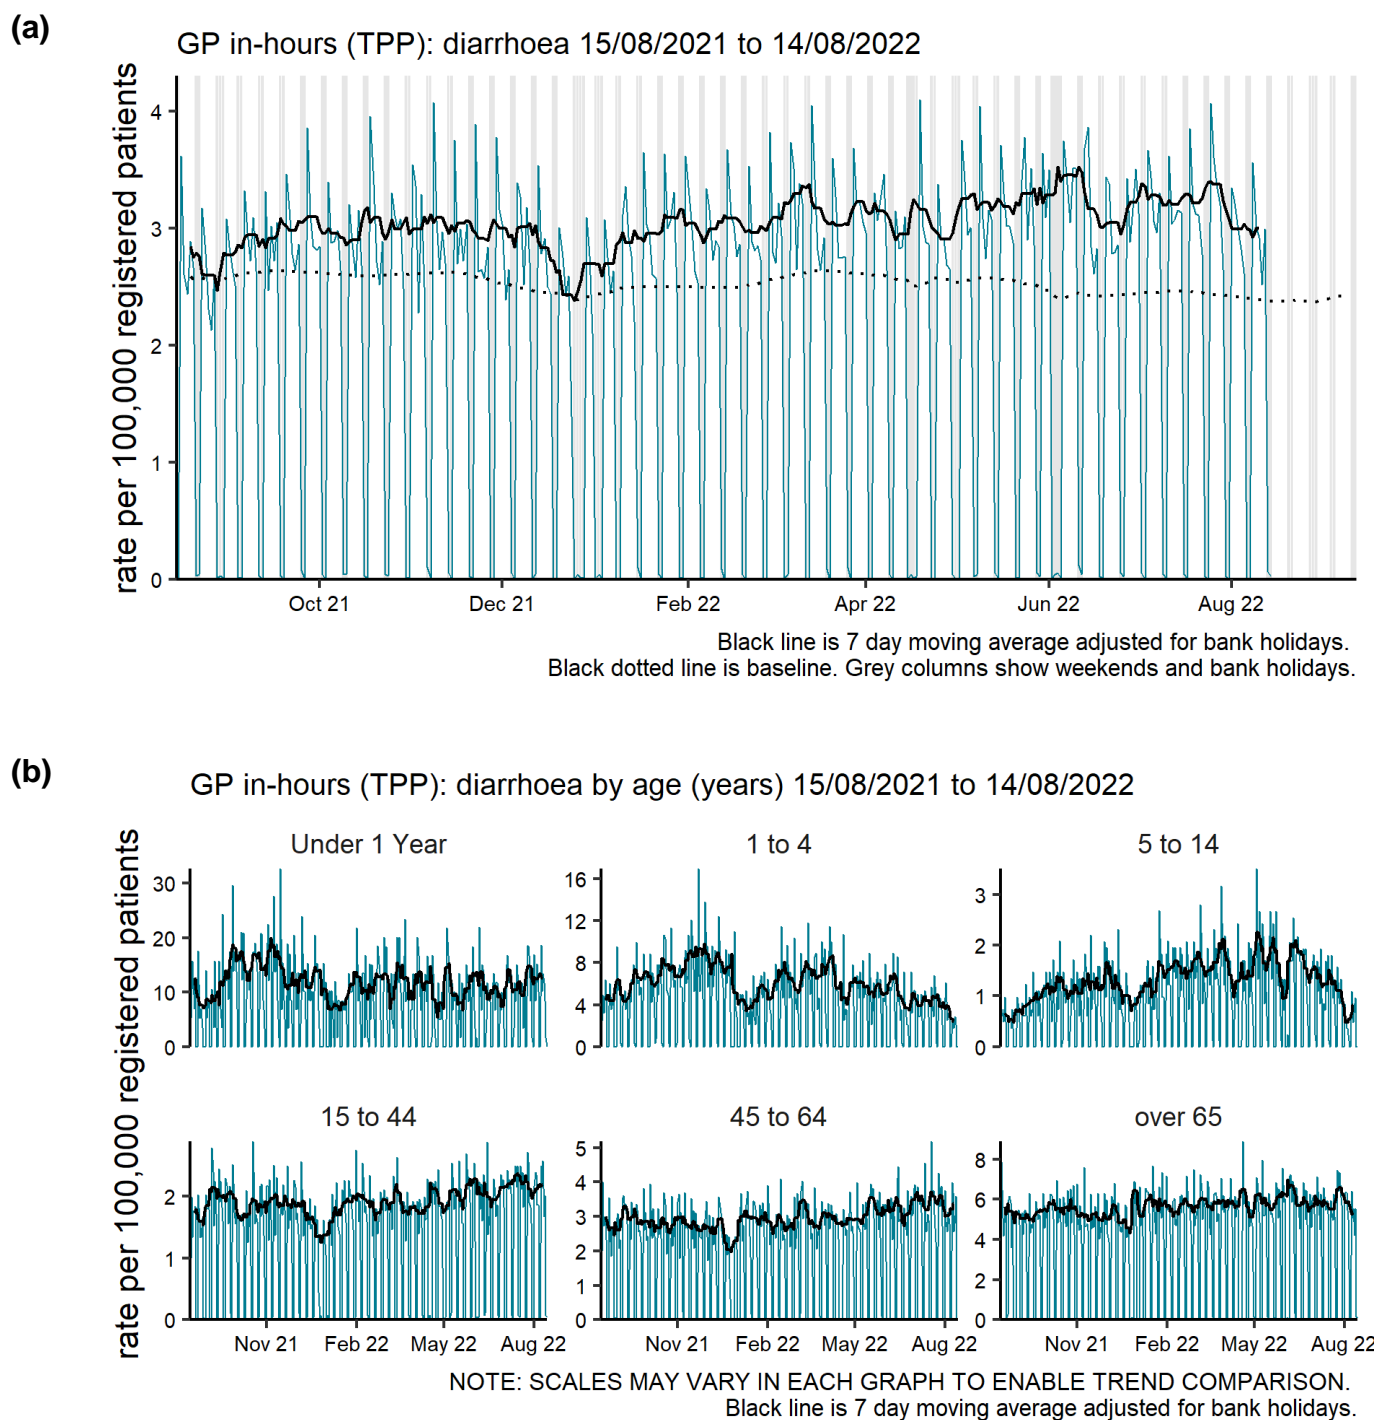 (a)
GP in-hours (TPP): diarrhoea 15/08/2021 to 14/08/2022
rate per 100,000 registered patients
4
3
2
1
0
Oct 21 Dec 21 Feb 22 Apr 22 Jun 22 Aug 22
Black line is 7 day moving average adjusted for bank holidays.
Black dotted line is baseline. Grey columns show weekends and bank holidays.
(b)
GP in-hours (TPP): diarrhoea by age (years) 15/08/2021 to 14/08/2022
rate per 100,000 registered patients
Under 1 Year
30
20
10
0
1 to 4
16
12
8
4
0
5 to 14
3
2
1
0
15 to 44
2
1
0
Nov 21 Feb 22 May 22 Aug 22
45 to 64
5
4
3
2
1
0
Nov 21 Feb 22 May 22 Aug 22
over 65
8
6
4
2
0
Nov 21 Feb 22 May 22 Aug 22
NOTE: SCALES MAY VARY IN EACH GRAPH TO ENABLE TREND COMPARISON.
Black line is 7 day moving average adjusted for bank holidays.